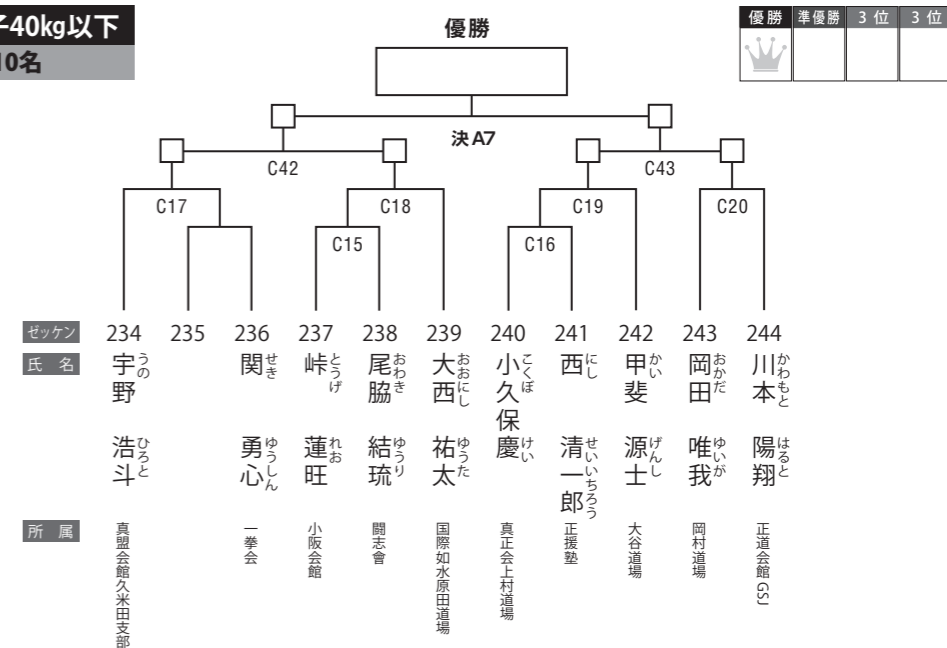 子40kg以下
10名
優勝
優勝 準優勝 3位 3位
決A7
C42
C43
C17
C18
C19
C20
C15
C16
ゼッケン 234 235 236 237 238 239 240 241 242 243 244
氏名
宇野 浩斗 うの ひろと
関 勇心 せき ゆうしん
峠 蓮旺 とうげ れお
尾脇 結琉 おわき ゆうり
大西 祐太 おおにし ゆうた
小久保 慶 こくぼ けい
西 清一郎 にし せいいちろう
甲斐 源士 かい げんし
岡田 唯我 おかだ ゆいが
川本 陽翔 かわもと はると
所属
真盟会館久米田支部
一拳会
小阪会館
闘志會
国際如水原田道場
真正会上村道場
正援塾
大谷道場
岡村道場
正道会館 GSJ